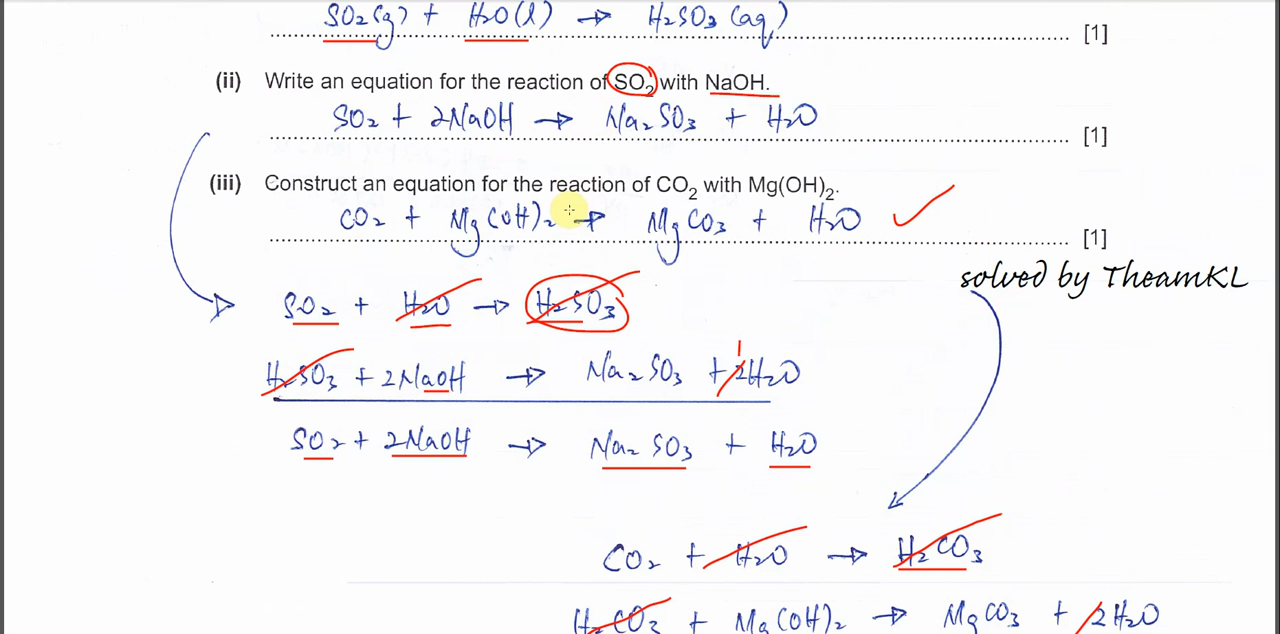 SO₂(g) + H₂O(l) → H₂SO₃(aq)
[1]
(ii) Write an equation for the reaction of SO₂ with NaOH.
SO₂ + 2NaOH → Na₂SO₃ + H₂O
[1]
(iii) Construct an equation for the reaction of CO₂ with Mg(OH)₂.
CO₂ + Mg(OH)₂ → MgCO₃ + H₂O
[1]
solved by TheamKL
SO₂ + H₂O → H₂SO₃
1
H₂SO₃ + 2NaOH → Na₂SO₃ + 2H₂O
SO₂ + 2NaOH → Na₂SO₃ + H₂O
CO₂ + H₂O → H₂CO₃
H₂CO₃ + Mg(OH)₂ → MgCO₃ + 2H₂O